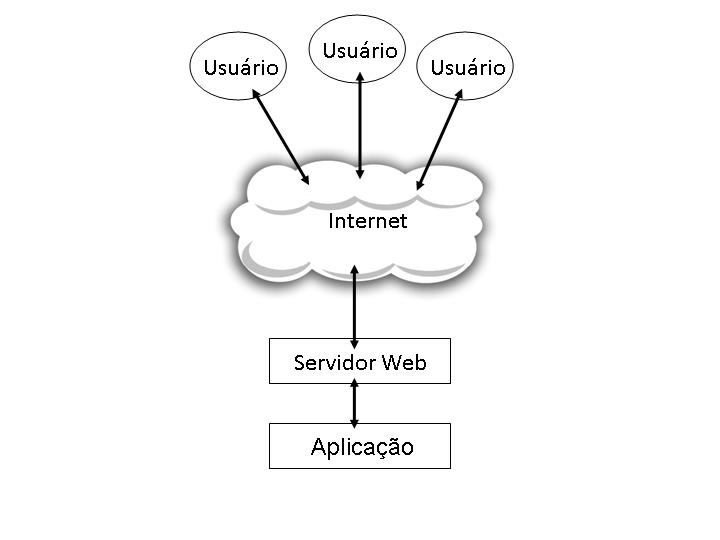 Usuário
Usuário
Usuário
Internet
Servidor Web
Aplicação